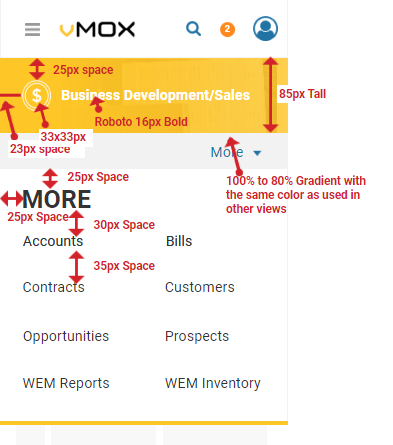 vMOX
2
25px space
$ Business Development/Sales
85px Tall
Roboto 16px Bold
33x33px
23px space
More
100% to 80% Gradient with
the same color as used in
other views
25px Space
MORE
25px Space
30px Space
Accounts Bills
35px Space
Contracts Customers
Opportunities Prospects
WEM Reports WEM Inventory